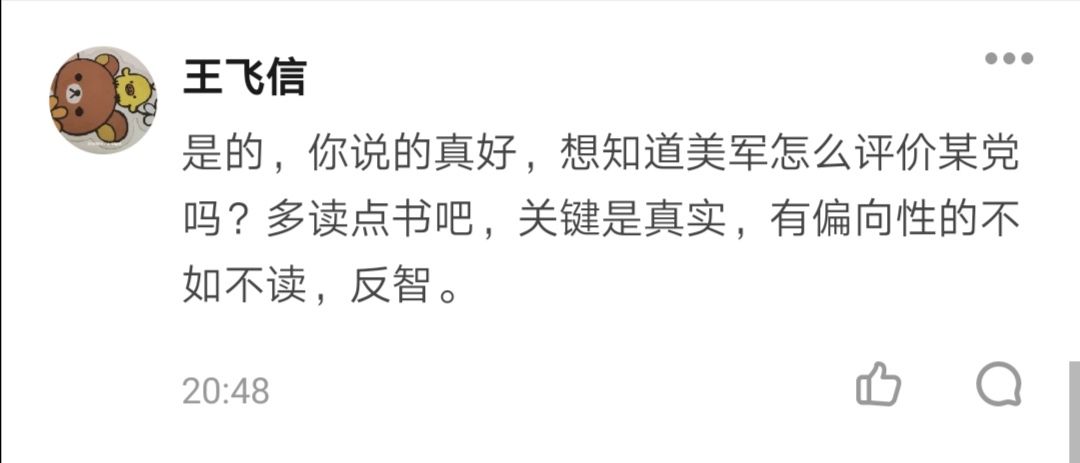 王飞信
是的，你说的真好，想知道美军怎么评价某党
吗？多读点书吧，关键是真实，有偏向性的不
如不读，反智。
20:48